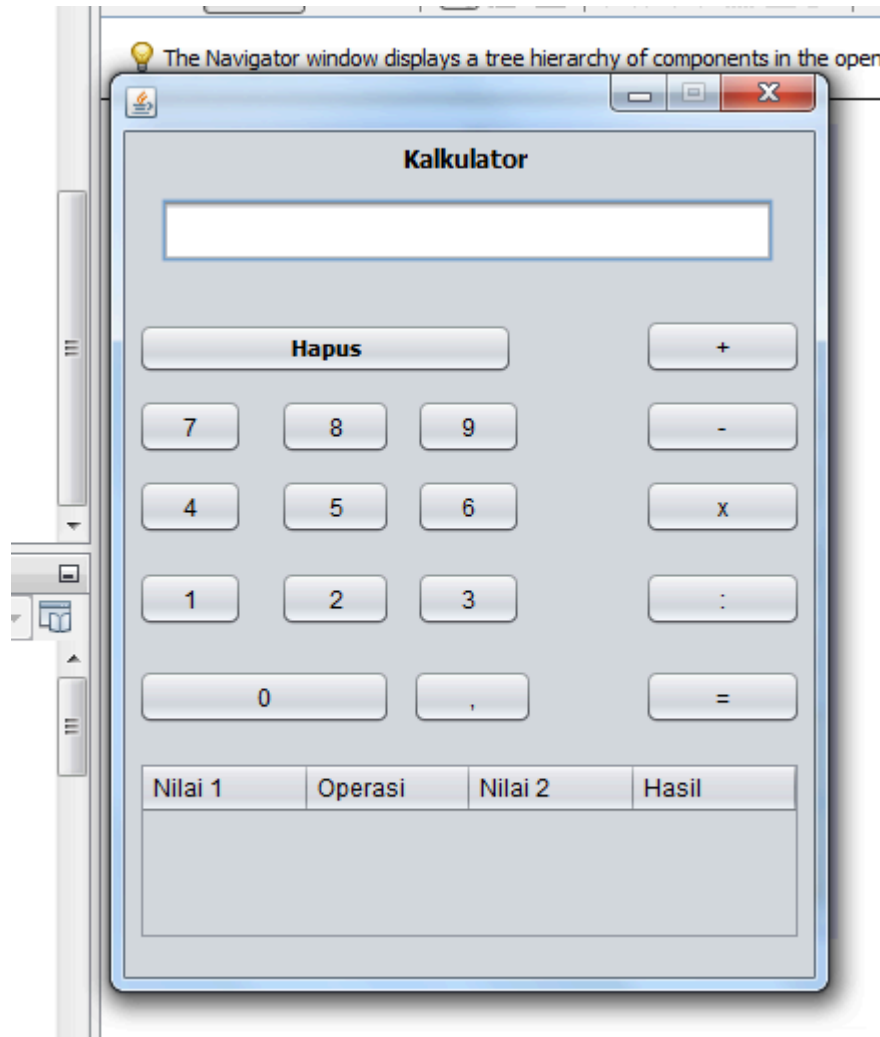 The Navigator window displays a tree hierarchy of components in the open
Kalkulator
Hapus +
7 8 9 -
4 5 6 x
1 2 3 :
0 , =
Nilai 1 Operasi Nilai 2 Hasil